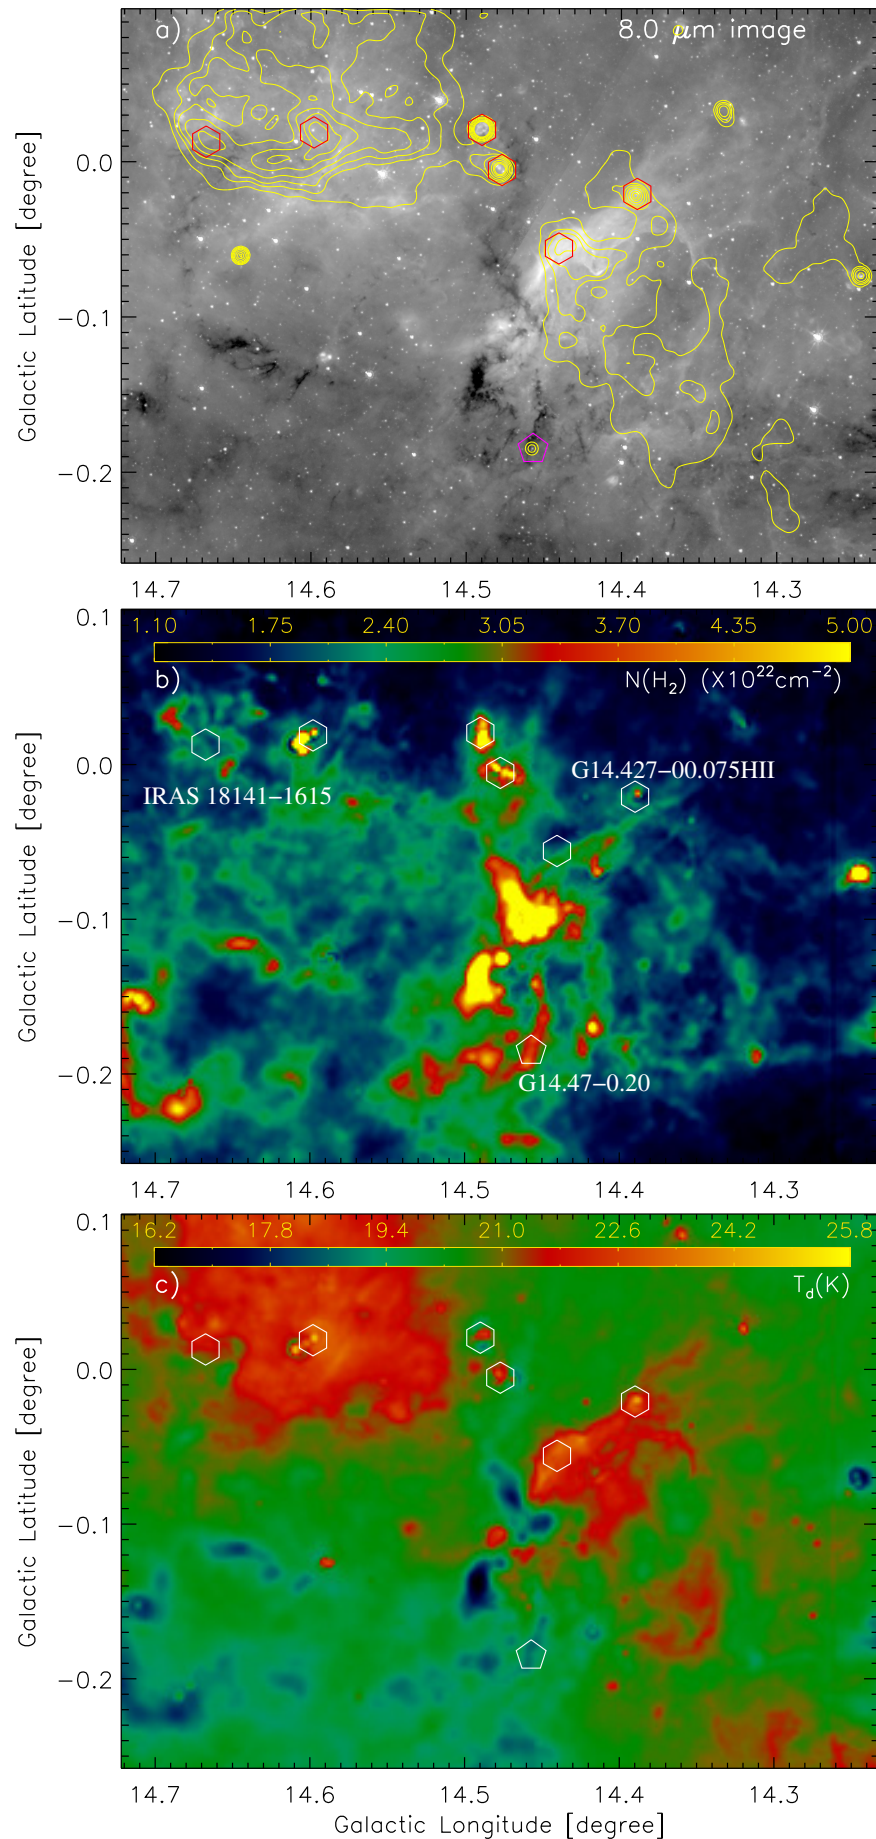 a)
8.0 μm image
Galactic Latitude [degree]
0.0
−0.1
−0.2
14.7 14.6 14.5 14.4 14.3
0.1
1.10 1.75 2.40 3.05 3.70 4.35 5.00
b)
N(H₂) (X10²²cm⁻²)
Galactic Latitude [degree]
0.0
G14.427−00.075HII
IRAS 18141−1615
−0.1
−0.2
G14.47−0.20
14.7 14.6 14.5 14.4 14.3
0.1
16.2 17.8 19.4 21.0 22.6 24.2 25.8
c)
T_d(K)
Galactic Latitude [degree]
0.0
−0.1
−0.2
14.7 14.6 14.5 14.4 14.3
Galactic Longitude [degree]